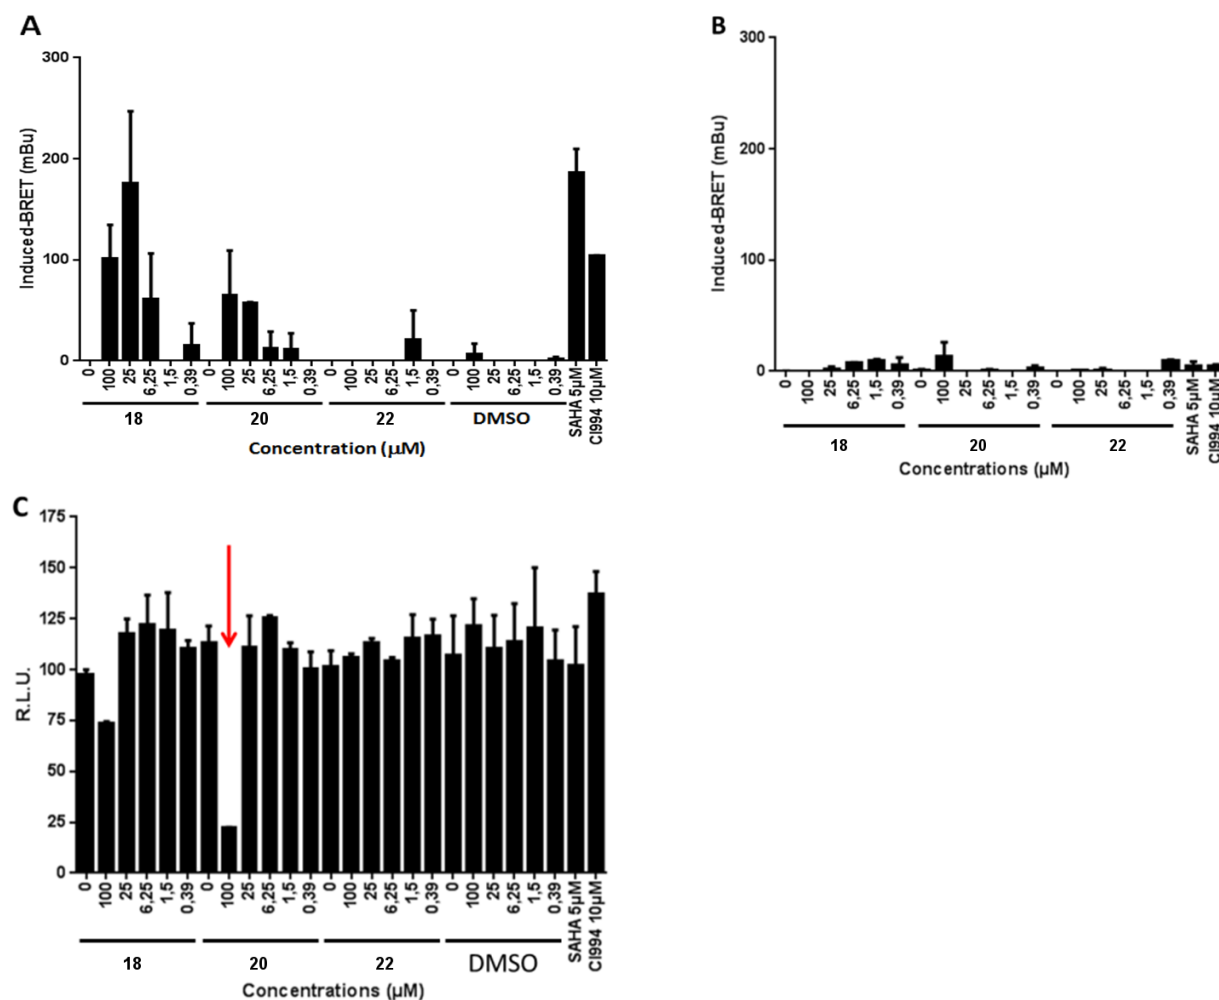 A
300
200
100
0
Induced-BRET (mBu)
0 100 25 6,25 1,5 0,39 0 100 25 6,25 1,5 0,39 0 100 25 6,25 1,5 0,39 0 100 25 6,25 1,5 0,39 SAHA 5µM CI994 10µM
18 20 22 DMSO
Concentration (µM)
B
300
200
100
0
Induced-BRET (mBu)
0 100 25 6,25 1,5 0,39 0 100 25 6,25 1,5 0,39 0 100 25 6,25 1,5 0,39 SAHA 5µM CI994 10µM
18 20 22
Concentrations (µM)
C
175
150
125
100
75
50
25
0
R.L.U.
0 100 25 6,25 1,5 0,39 0 100 25 6,25 1,5 0,39 0 100 25 6,25 1,5 0,39 0 100 25 6,25 1,5 0,39 SAHA 5µM CI994 10µM
18 20 22 DMSO
Concentrations (µM)